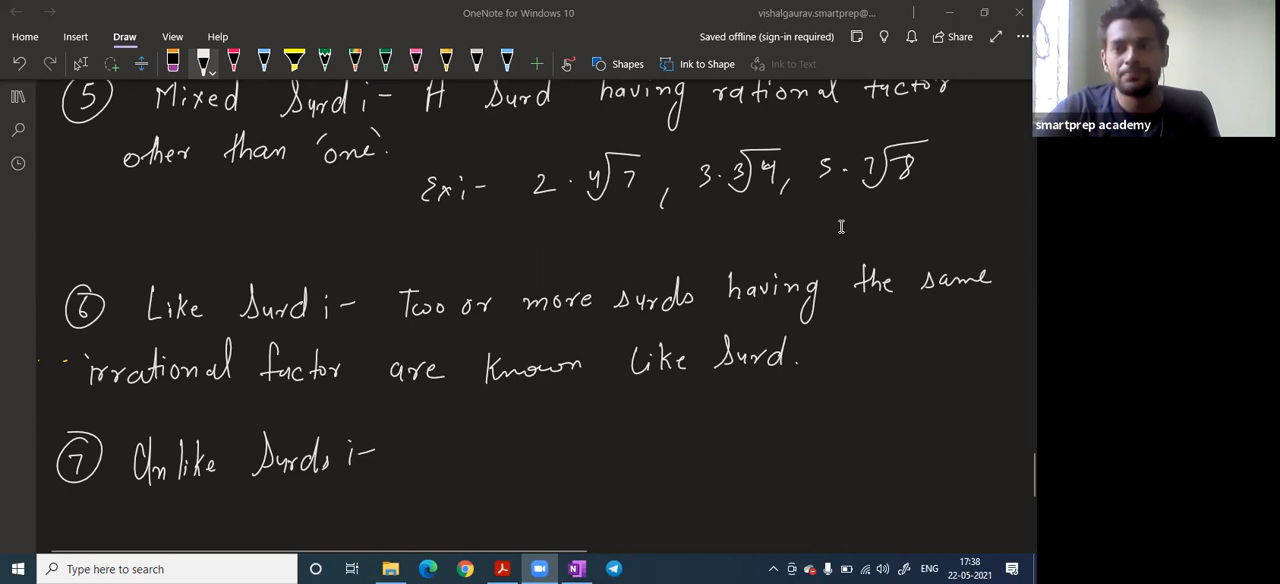 OneNote for Windows 10
vishalgaurav.smartprep@...
Home Insert Draw View Help
Saved offline (sign-in required)
Share
Shapes
Ink to Shape
Ink to Text
smartprep academy
5 Mixed Surd :- A Surd having rational factor
other than 'one'.
Ex:- 2 · ∜7, 3 · ∛4, 5 · ⁷√8
6 Like Surd :- Two or more surds having the same
irrational factor are known like Surd.
7 Unlike Surds :-
Type here to search
ENG
17:38
22-05-2021